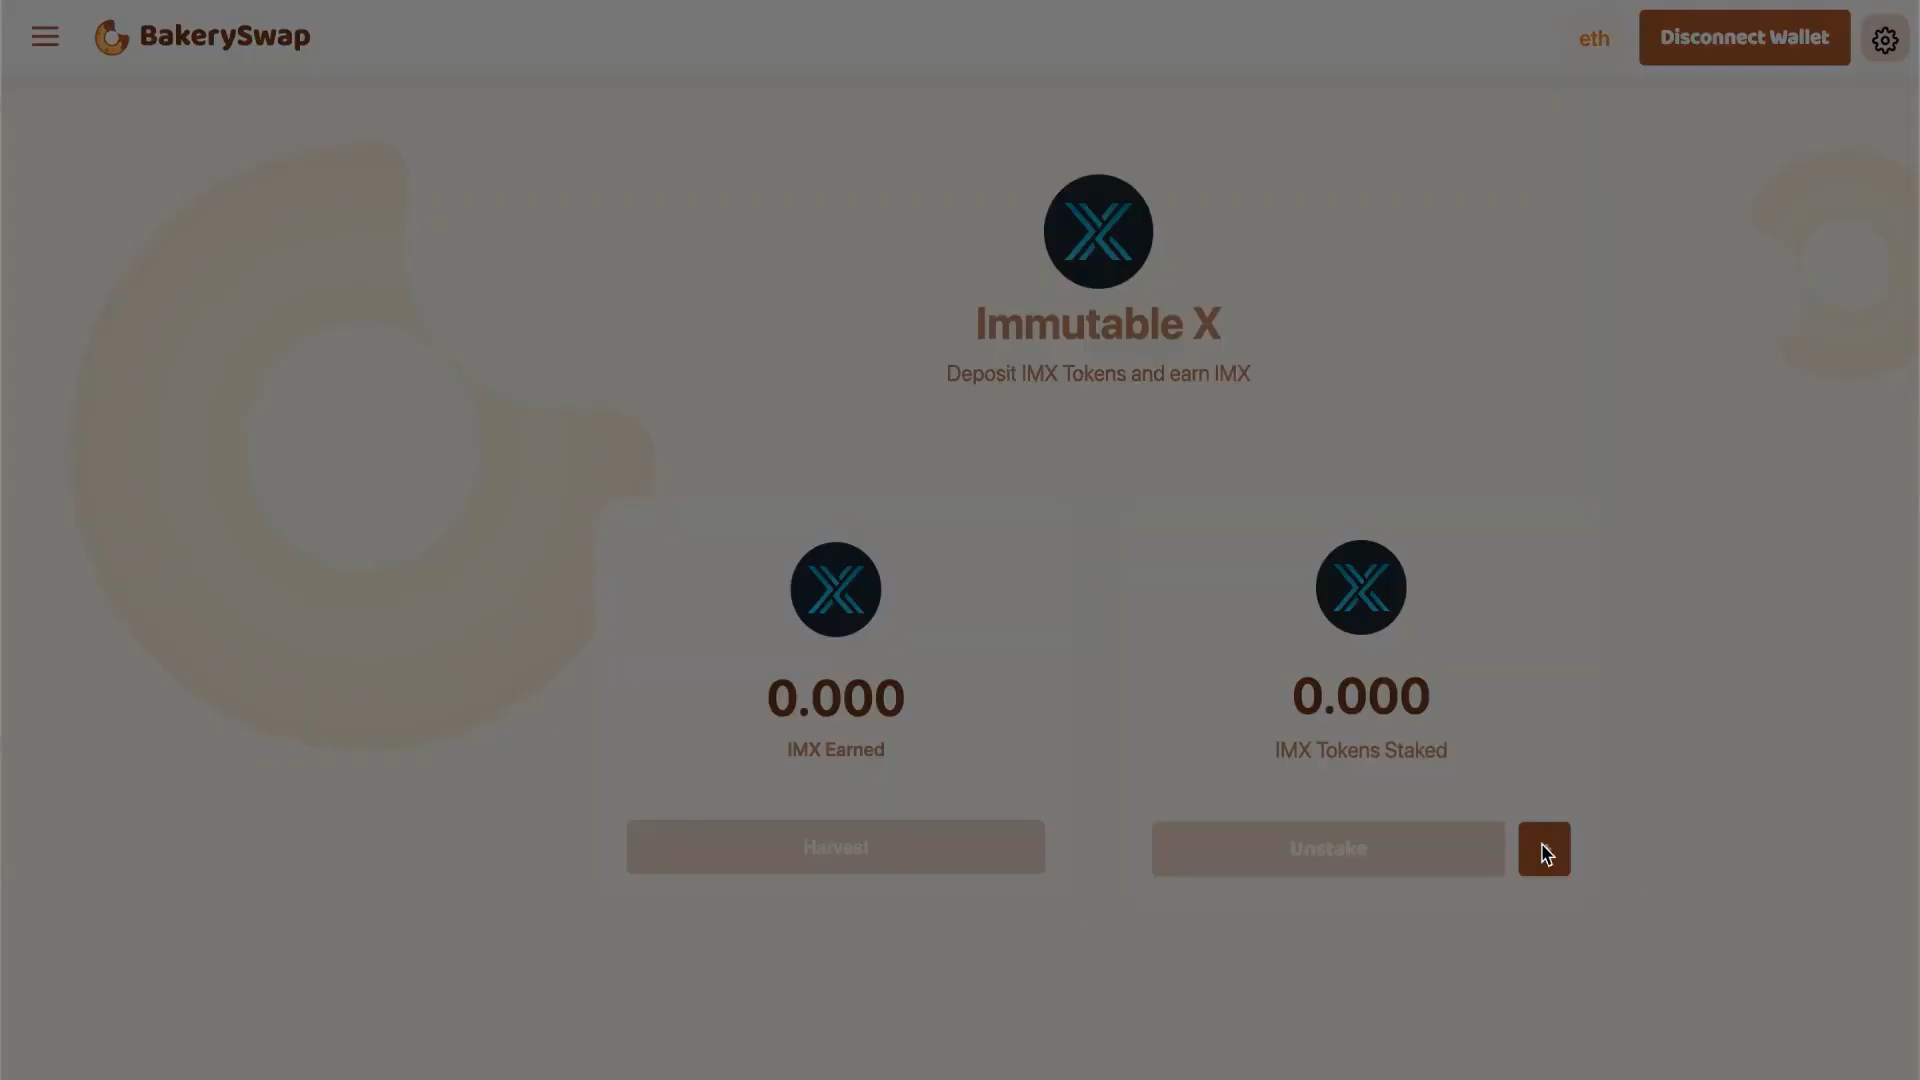 BakerySwap
eth
Disconnect Wallet
Immutable X
Deposit IMX Tokens and earn IMX
0.000
IMX Earned
Harvest
0.000
IMX Tokens Staked
Unstake